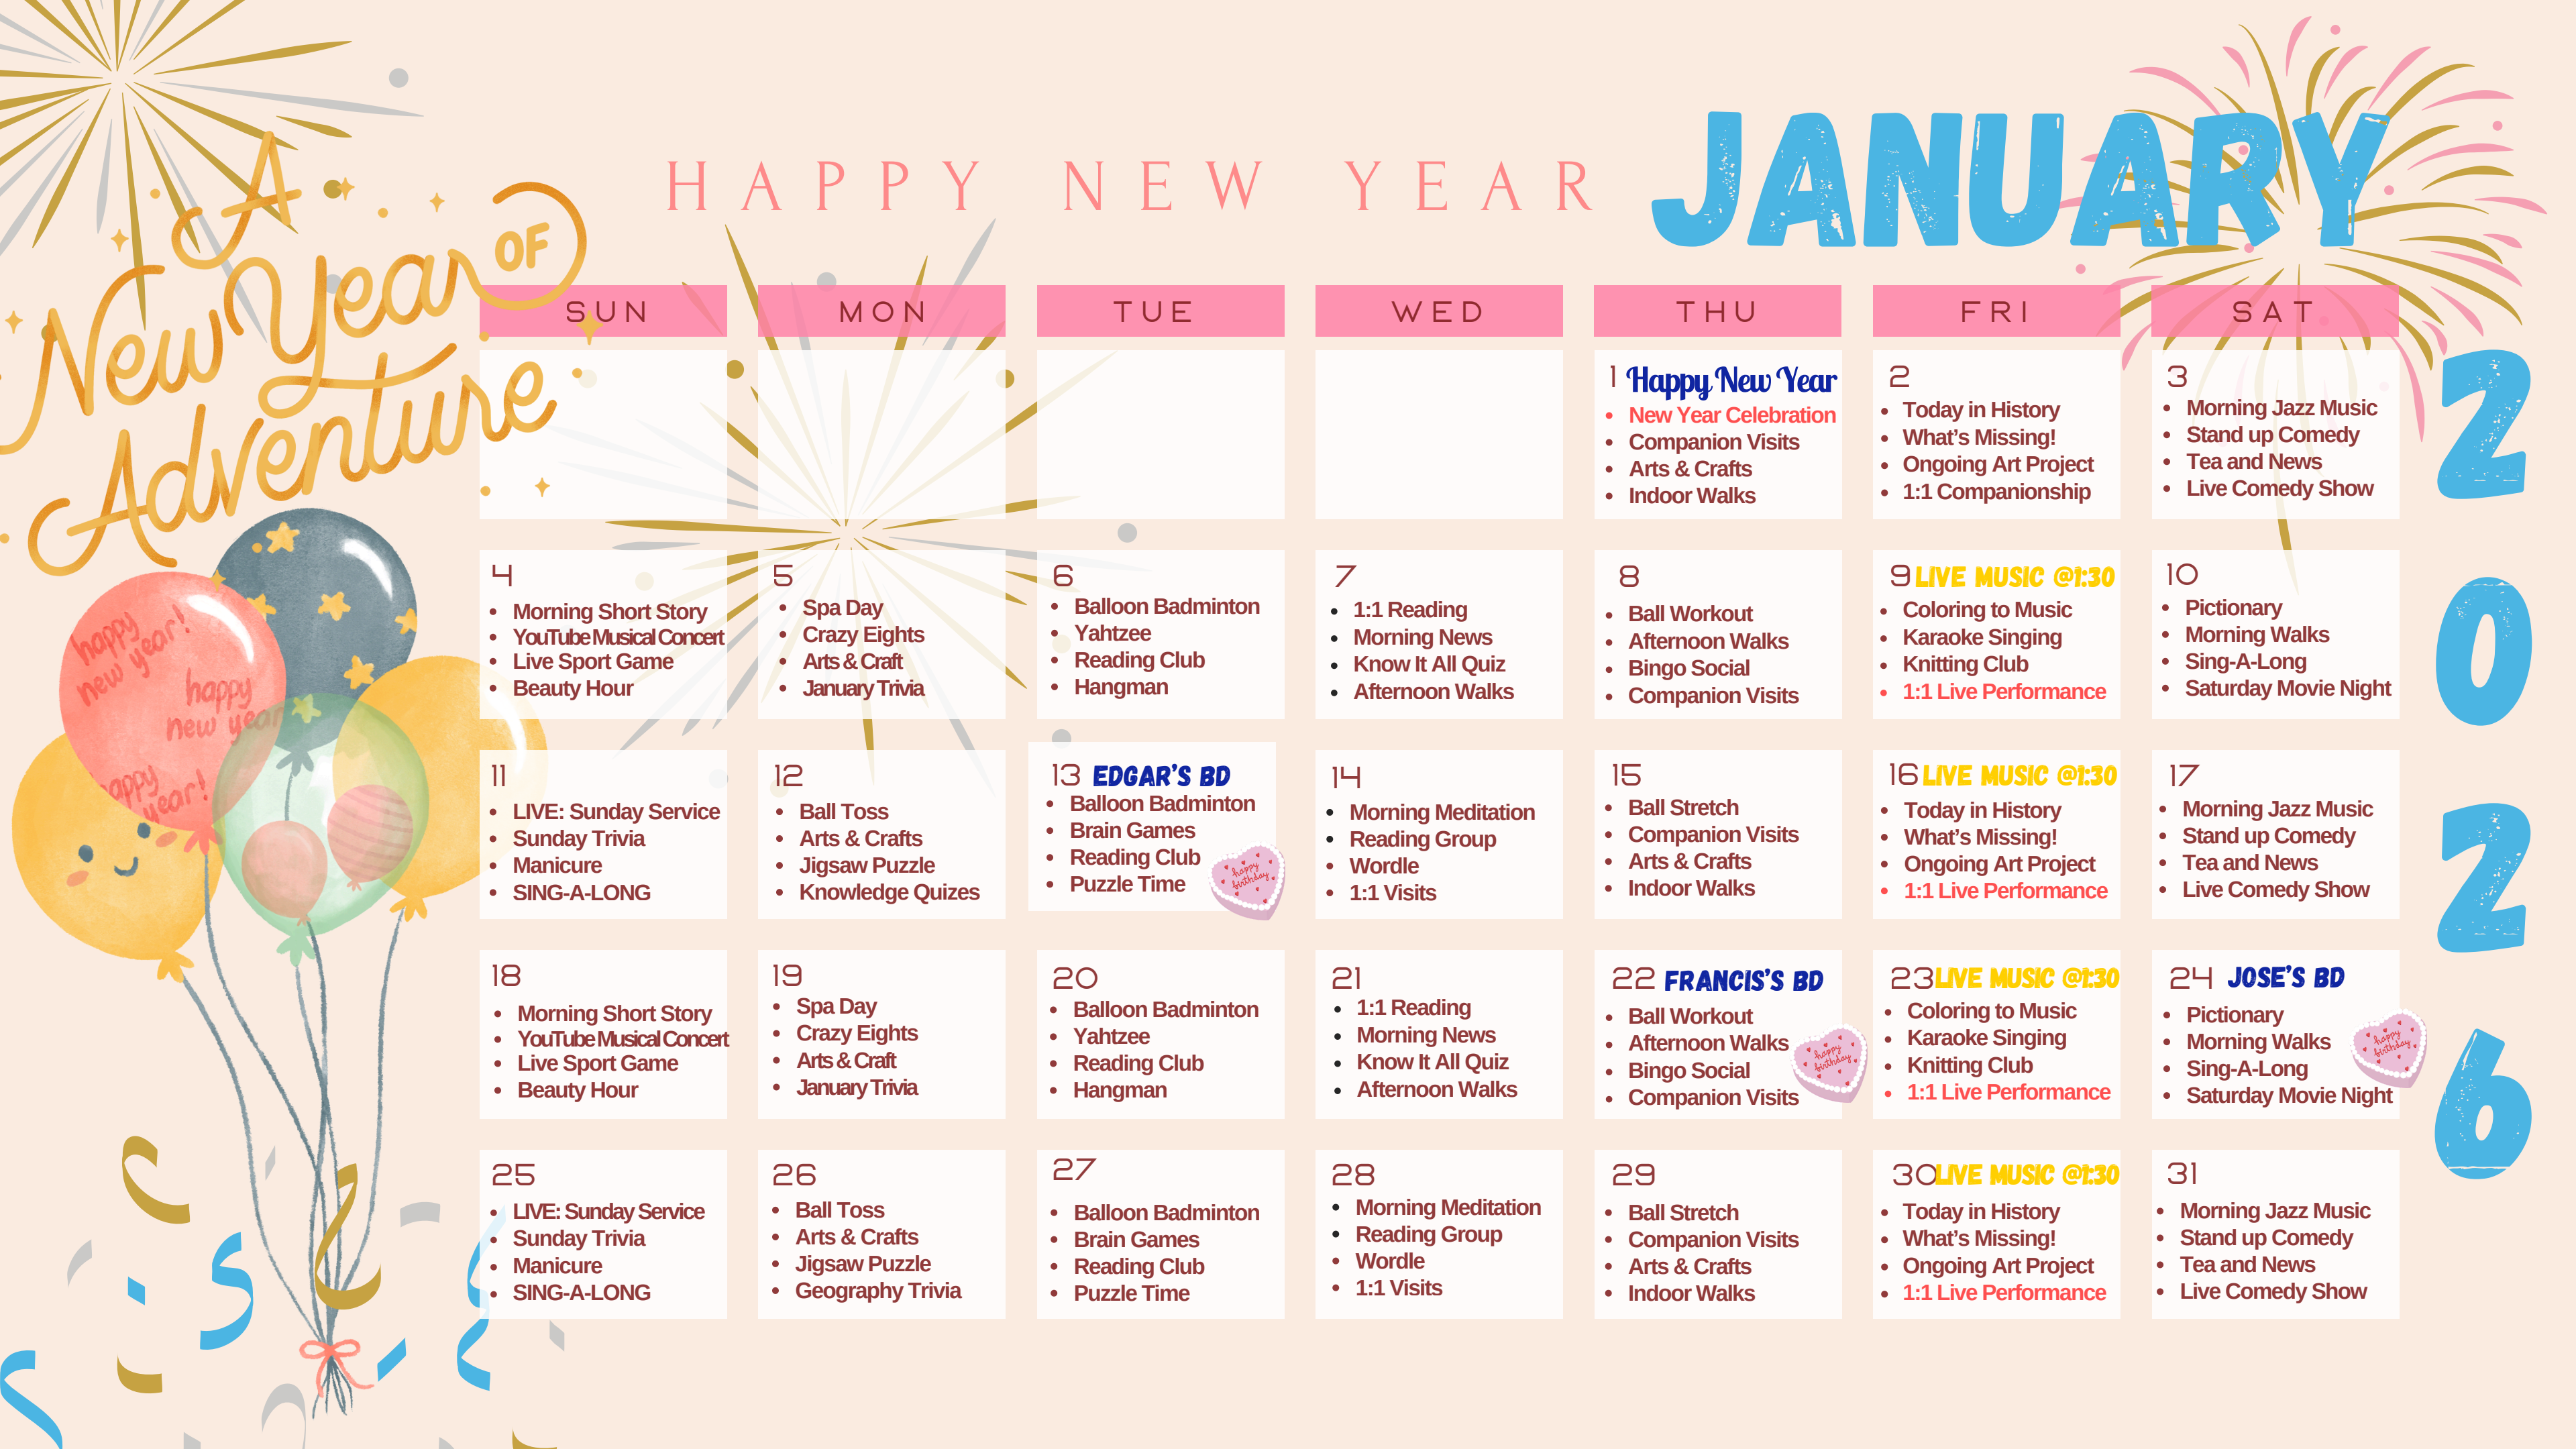 A
New Year OF
Adventure
HAPPY NEW YEAR
JANUARY
2026
happy
new year!
happy
new year
happy
year!
SUN
MON
TUE
WED
THU
FRI
SAT
1 Happy New Year
• New Year Celebration
• Companion Visits
• Arts & Crafts
• Indoor Walks
2
• Today in History
• What's Missing!
• Ongoing Art Project
• 1:1 Companionship
3
• Morning Jazz Music
• Stand up Comedy
• Tea and News
• Live Comedy Show
4
• Morning Short Story
• YouTube Musical Concert
• Live Sport Game
• Beauty Hour
5
• Spa Day
• Crazy Eights
• Arts & Craft
• January Trivia
6
• Balloon Badminton
• Yahtzee
• Reading Club
• Hangman
7
• 1:1 Reading
• Morning News
• Know It All Quiz
• Afternoon Walks
8
• Ball Workout
• Afternoon Walks
• Bingo Social
• Companion Visits
9 LIVE MUSIC @1:30
• Coloring to Music
• Karaoke Singing
• Knitting Club
• 1:1 Live Performance
10
• Pictionary
• Morning Walks
• Sing-A-Long
• Saturday Movie Night
11
• LIVE: Sunday Service
• Sunday Trivia
• Manicure
• SING-A-LONG
12
• Ball Toss
• Arts & Crafts
• Jigsaw Puzzle
• Knowledge Quizes
13 EDGAR'S BD
• Balloon Badminton
• Brain Games
• Reading Club
• Puzzle Time
happy
birthday
14
• Morning Meditation
• Reading Group
• Wordle
• 1:1 Visits
15
• Ball Stretch
• Companion Visits
• Arts & Crafts
• Indoor Walks
16 LIVE MUSIC @1:30
• Today in History
• What's Missing!
• Ongoing Art Project
• 1:1 Live Performance
17
• Morning Jazz Music
• Stand up Comedy
• Tea and News
• Live Comedy Show
18
• Morning Short Story
• YouTube Musical Concert
• Live Sport Game
• Beauty Hour
19
• Spa Day
• Crazy Eights
• Arts & Craft
• January Trivia
20
• Balloon Badminton
• Yahtzee
• Reading Club
• Hangman
21
• 1:1 Reading
• Morning News
• Know It All Quiz
• Afternoon Walks
22 FRANCIS'S BD
• Ball Workout
• Afternoon Walks
• Bingo Social
• Companion Visits
happy
birthday
23 LIVE MUSIC @1:30
• Coloring to Music
• Karaoke Singing
• Knitting Club
• 1:1 Live Performance
24 JOSE'S BD
• Pictionary
• Morning Walks
• Sing-A-Long
• Saturday Movie Night
happy
birthday
25
• LIVE: Sunday Service
• Sunday Trivia
• Manicure
• SING-A-LONG
26
• Ball Toss
• Arts & Crafts
• Jigsaw Puzzle
• Geography Trivia
27
• Balloon Badminton
• Brain Games
• Reading Club
• Puzzle Time
28
• Morning Meditation
• Reading Group
• Wordle
• 1:1 Visits
29
• Ball Stretch
• Companion Visits
• Arts & Crafts
• Indoor Walks
30 LIVE MUSIC @1:30
• Today in History
• What's Missing!
• Ongoing Art Project
• 1:1 Live Performance
31
• Morning Jazz Music
• Stand up Comedy
• Tea and News
• Live Comedy Show